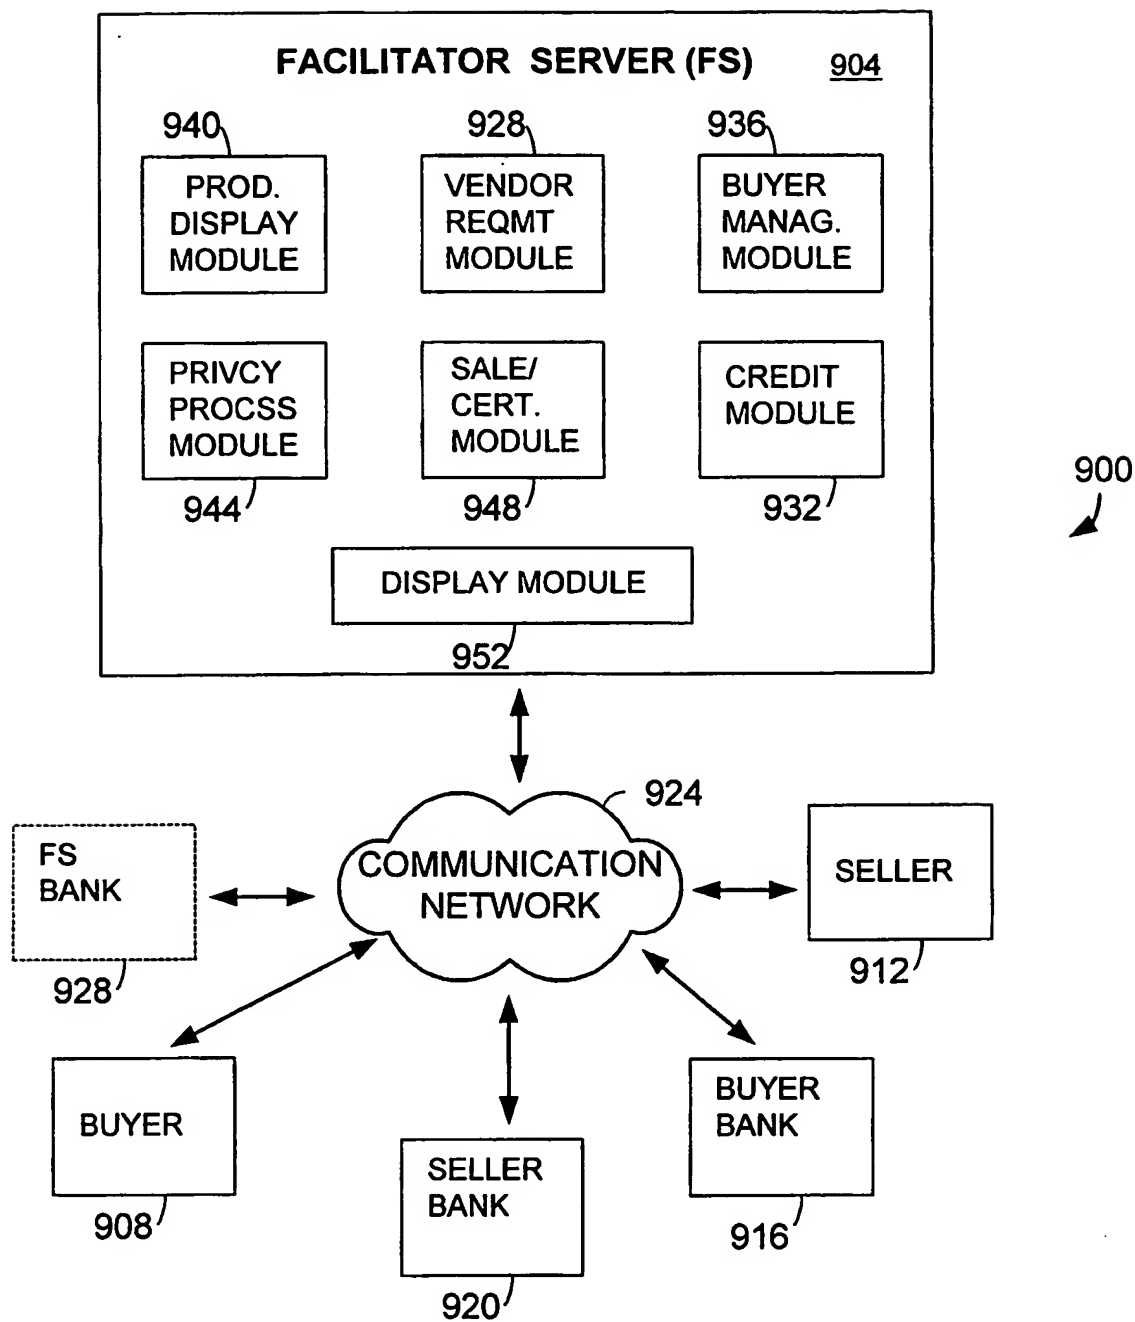 FACILITATOR SERVER (FS)
904
940
928
936
PROD.
DISPLAY
MODULE
VENDOR
REQMT
MODULE
BUYER
MANAG.
MODULE
PRIVCY
PROCSS
MODULE
SALE/
CERT.
MODULE
CREDIT
MODULE
944
948
932
900
DISPLAY MODULE
952
924
COMMUNICATION
NETWORK
FS
BANK
928
SELLER
912
BUYER
908
SELLER
BANK
920
BUYER
BANK
916